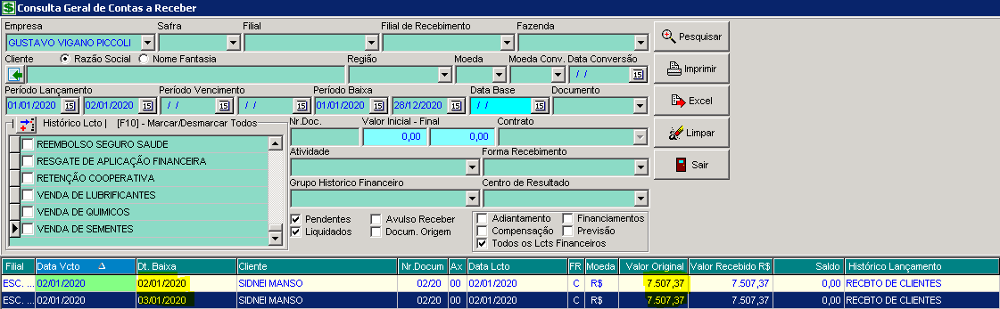 Consulta Geral de Contas a Receber
Empresa Safra Filial Filial de Recebimento Fazenda
GUSTAVO VIGANO PICCOLI
Pesquisar
Cliente Razão Social Nome Fantasia Região Moeda Moeda Conv. Data Conversão
/ / 15
Imprimir
Período Lançamento Período Vencimento Período Baixa Data Base Documento
01/01/2020 15 02/01/2020 15 / / 15 / / 15 01/01/2020 15 28/12/2020 15 / / 15
Excel
Histórico Lcto | [F10] - Marcar/Desmarcar Todos
Nr.Doc. Valor Inicial - Final Contrato
0,00 0,00
Limpar
REEMBOLSO SEGURO SAUDE
RESGATE DE APLICAÇÃO FINANCEIRA
RETENÇÃO COOPERATIVA
VENDA DE LUBRIFICANTES
VENDA DE QUIMICOS
VENDA DE SEMENTES
Atividade Forma Recebimento
Sair
Grupo Historico Financeiro Centro de Resultado
Pendentes Avulso Receber Adiantamento Financiamentos
Liquidados Docum. Origem Compensação Previsão
Todos os Lcts Financeiros
Filial Data Vcto Dt. Baixa Cliente Nr.Docum Ax Data Lcto FR Moeda Valor Original Valor Recebido R$ Saldo Histórico Lançamento
ESC. ... 02/01/2020 02/01/2020 SIDNEI MANSO 02/20 00 02/01/2020 C R$ 7.507,37 7.507,37 0,00 RECBTO DE CLIENTES
ESC. ... 02/01/2020 03/01/2020 SIDNEI MANSO 02/20 00 02/01/2020 C R$ 7.507,37 7.507,37 0,00 RECBTO DE CLIENTES